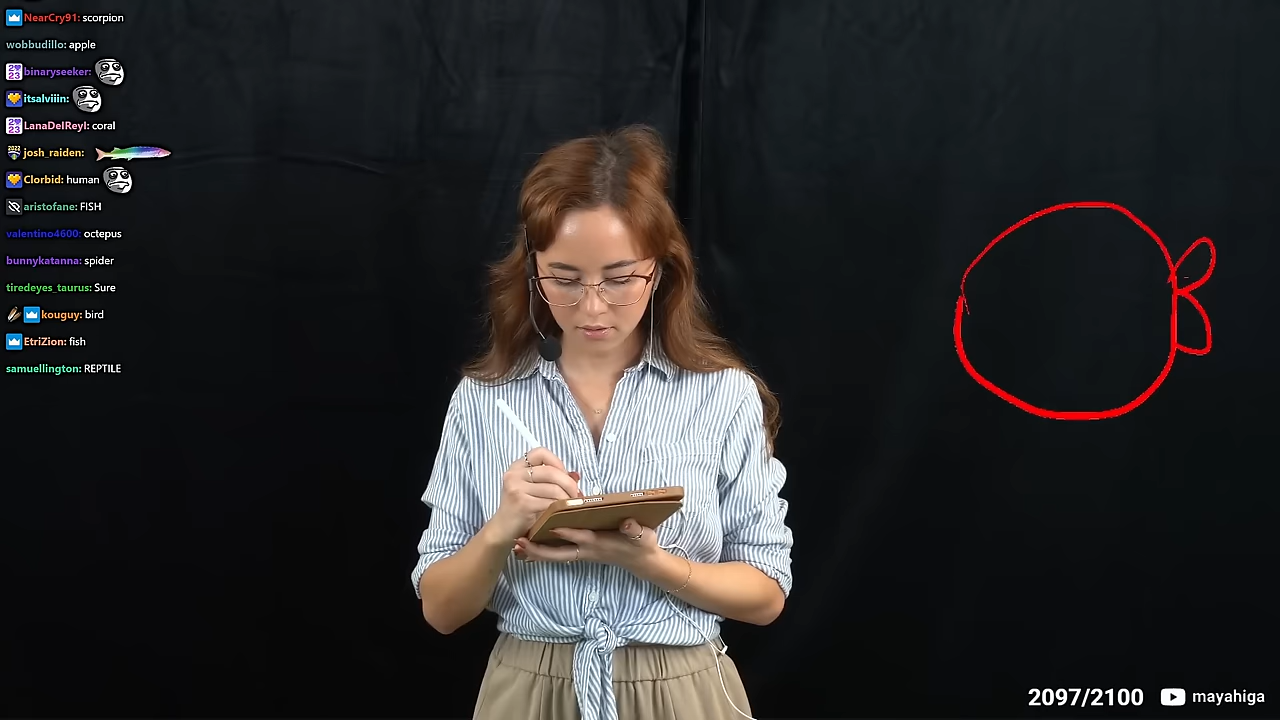 NearCry91: scorpion
wobbudillo: apple
binaryseeker:
itsalviiin:
LanaDelReyl: coral
josh_raiden:
Clorbid: human
aristofane: FISH
valentino4600: octepus
bunnykatanna: spider
tiredeyes_taurus: Sure
kouguy: bird
EtriZion: fish
samuellington: REPTILE
2097/2100 mayahiga